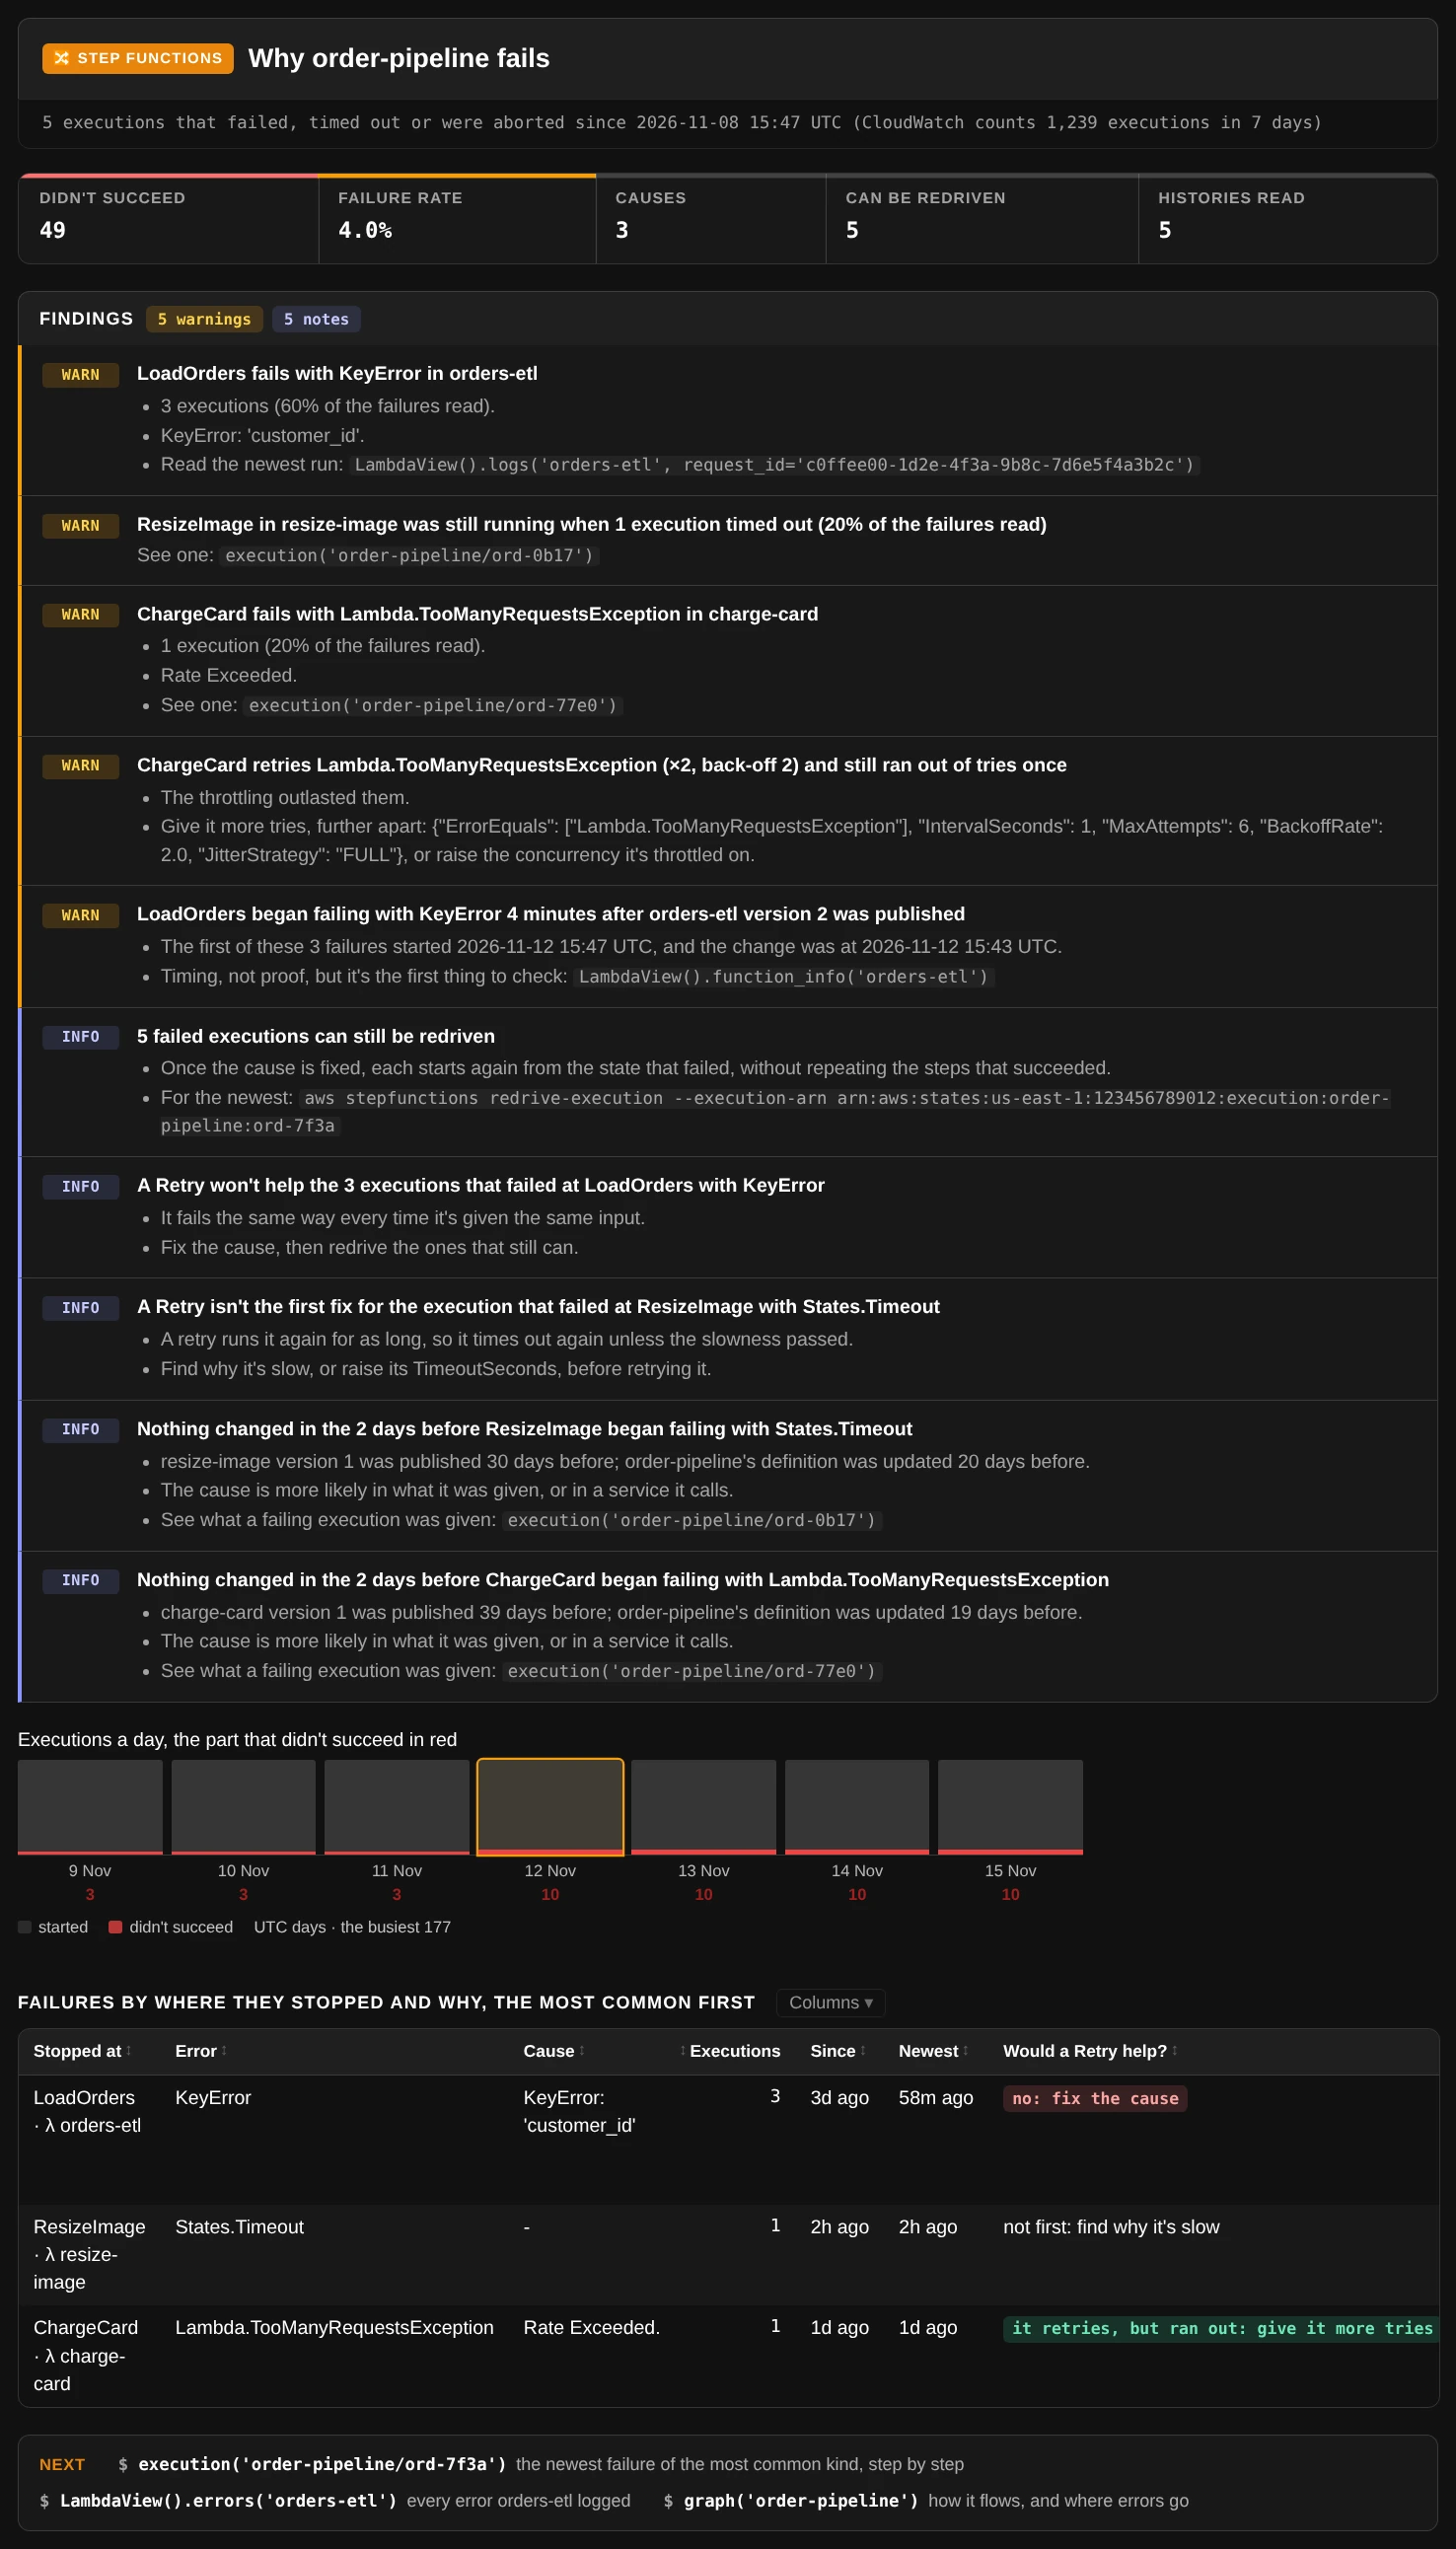 STEP FUNCTIONS Why order-pipeline fails
5 executions that failed, timed out or were aborted since 2026-11-08 15:47 UTC (CloudWatch counts 1,239 executions in 7 days)
DIDN'T SUCCEED FAILURE RATE CAUSES CAN BE REDRIVEN HISTORIES READ
49 4.0% 3 5 5
FINDINGS 5 warnings 5 notes
WARN LoadOrders fails with KeyError in orders-etl
• 3 executions (60% of the failures read).
• KeyError: 'customer_id'.
• Read the newest run: LambdaView().logs('orders-etl', request_id='c0ffee00-1d2e-4f3a-9b8c-7d6e5f4a3b2c')
WARN ResizeImage in resize-image was still running when 1 execution timed out (20% of the failures read)
See one: execution('order-pipeline/ord-0b17')
WARN ChargeCard fails with Lambda.TooManyRequestsException in charge-card
• 1 execution (20% of the failures read).
• Rate Exceeded.
• See one: execution('order-pipeline/ord-77e0')
WARN ChargeCard retries Lambda.TooManyRequestsException (×2, back-off 2) and still ran out of tries once
• The throttling outlasted them.
• Give it more tries, further apart: {"ErrorEquals": ["Lambda.TooManyRequestsException"], "IntervalSeconds": 1, "MaxAttempts": 6, "BackoffRate":
2.0, "JitterStrategy": "FULL"}, or raise the concurrency it's throttled on.
WARN LoadOrders began failing with KeyError 4 minutes after orders-etl version 2 was published
• The first of these 3 failures started 2026-11-12 15:47 UTC, and the change was at 2026-11-12 15:43 UTC.
• Timing, not proof, but it's the first thing to check: LambdaView().function_info('orders-etl')
INFO 5 failed executions can still be redriven
• Once the cause is fixed, each starts again from the state that failed, without repeating the steps that succeeded.
• For the newest: aws stepfunctions redrive-execution --execution-arn arn:aws:states:us-east-1:123456789012:execution:order-
pipeline:ord-7f3a
INFO A Retry won't help the 3 executions that failed at LoadOrders with KeyError
• It fails the same way every time it's given the same input.
• Fix the cause, then redrive the ones that still can.
INFO A Retry isn't the first fix for the execution that failed at ResizeImage with States.Timeout
• A retry runs it again for as long, so it times out again unless the slowness passed.
• Find why it's slow, or raise its TimeoutSeconds, before retrying it.
INFO Nothing changed in the 2 days before ResizeImage began failing with States.Timeout
• resize-image version 1 was published 30 days before; order-pipeline's definition was updated 20 days before.
• The cause is more likely in what it was given, or in a service it calls.
• See what a failing execution was given: execution('order-pipeline/ord-0b17')
INFO Nothing changed in the 2 days before ChargeCard began failing with Lambda.TooManyRequestsException
• charge-card version 1 was published 39 days before; order-pipeline's definition was updated 19 days before.
• The cause is more likely in what it was given, or in a service it calls.
• See what a failing execution was given: execution('order-pipeline/ord-77e0')
Executions a day, the part that didn't succeed in red
9 Nov 10 Nov 11 Nov 12 Nov 13 Nov 14 Nov 15 Nov
3 3 3 10 10 10 10
started didn't succeed UTC days · the busiest 177
FAILURES BY WHERE THEY STOPPED AND WHY, THE MOST COMMON FIRST Columns ▾
Stopped at ↕ Error ↕ Cause ↕ ↕ Executions Since ↕ Newest ↕ Would a Retry help? ↕
LoadOrders KeyError KeyError: 3 3d ago 58m ago no: fix the cause
· λ orders-etl 'customer_id'
ResizeImage States.Timeout - 1 2h ago 2h ago not first: find why it's slow
· λ resize-
image
ChargeCard Lambda.TooManyRequestsException Rate Exceeded. 1 1d ago 1d ago it retries, but ran out: give it more tries
· λ charge-
card
NEXT $ execution('order-pipeline/ord-7f3a') the newest failure of the most common kind, step by step
$ LambdaView().errors('orders-etl') every error orders-etl logged $ graph('order-pipeline') how it flows, and where errors go